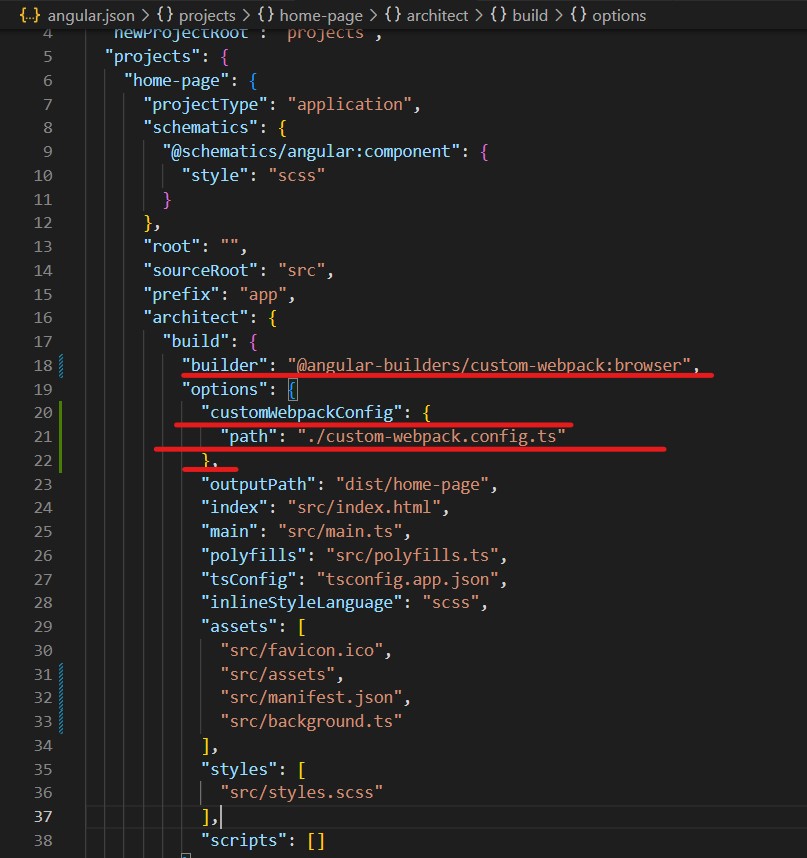 {..} angular.json > {} projects > {} home-page > {} architect > {} build > {} options
4 "newProjectRoot": "projects",
5 "projects": {
6 "home-page": {
7 "projectType": "application",
8 "schematics": {
9 "@schematics/angular:component": {
10 "style": "scss"
11 }
12 },
13 "root": "",
14 "sourceRoot": "src",
15 "prefix": "app",
16 "architect": {
17 "build": {
18 "builder": "@angular-builders/custom-webpack:browser",
19 "options": {
20 "customWebpackConfig": {
21 "path": "./custom-webpack.config.ts"
22 },
23 "outputPath": "dist/home-page",
24 "index": "src/index.html",
25 "main": "src/main.ts",
26 "polyfills": "src/polyfills.ts",
27 "tsConfig": "tsconfig.app.json",
28 "inlineStyleLanguage": "scss",
29 "assets": [
30 "src/favicon.ico",
31 "src/assets",
32 "src/manifest.json",
33 "src/background.ts"
34 ],
35 "styles": [
36 "src/styles.scss"
37 ],
38 "scripts": []